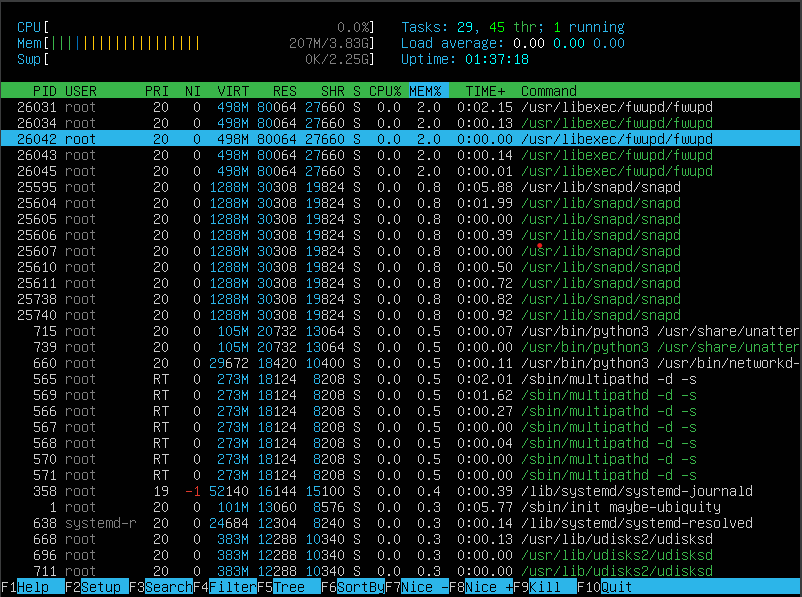 CPU[ 0.0%] Tasks: 29, 45 thr; 1 running
Mem[||||||||||||||||||| 207M/3.83G] Load average: 0.00 0.00 0.00
Swp[ 0K/2.25G] Uptime: 01:37:18
PID USER PRI NI VIRT RES SHR S CPU% MEM% TIME+ Command
26031 root 20 0 498M 80064 27660 S 0.0 2.0 0:02.15 /usr/libexec/fwupd/fwupd
26034 root 20 0 498M 80064 27660 S 0.0 2.0 0:00.13 /usr/libexec/fwupd/fwupd
26042 root 20 0 498M 80064 27660 S 0.0 2.0 0:00.00 /usr/libexec/fwupd/fwupd
26043 root 20 0 498M 80064 27660 S 0.0 2.0 0:00.14 /usr/libexec/fwupd/fwupd
26045 root 20 0 498M 80064 27660 S 0.0 2.0 0:00.01 /usr/libexec/fwupd/fwupd
25595 root 20 0 1288M 30308 19824 S 0.0 0.8 0:05.88 /usr/lib/snapd/snapd
25604 root 20 0 1288M 30308 19824 S 0.0 0.8 0:01.99 /usr/lib/snapd/snapd
25605 root 20 0 1288M 30308 19824 S 0.0 0.8 0:00.00 /usr/lib/snapd/snapd
25606 root 20 0 1288M 30308 19824 S 0.0 0.8 0:00.39 /usr/lib/snapd/snapd
25607 root 20 0 1288M 30308 19824 S 0.0 0.8 0:00.00 /usr/lib/snapd/snapd
25610 root 20 0 1288M 30308 19824 S 0.0 0.8 0:00.50 /usr/lib/snapd/snapd
25611 root 20 0 1288M 30308 19824 S 0.0 0.8 0:00.72 /usr/lib/snapd/snapd
25738 root 20 0 1288M 30308 19824 S 0.0 0.8 0:00.82 /usr/lib/snapd/snapd
25740 root 20 0 1288M 30308 19824 S 0.0 0.8 0:00.92 /usr/lib/snapd/snapd
715 root 20 0 105M 20732 13064 S 0.0 0.5 0:00.07 /usr/bin/python3 /usr/share/unatter
739 root 20 0 105M 20732 13064 S 0.0 0.5 0:00.00 /usr/bin/python3 /usr/share/unatter
660 root 20 0 29672 18420 10400 S 0.0 0.5 0:00.11 /usr/bin/python3 /usr/bin/networkd-
565 root RT 0 273M 18124 8208 S 0.0 0.5 0:02.01 /sbin/multipathd -d -s
569 root RT 0 273M 18124 8208 S 0.0 0.5 0:01.62 /sbin/multipathd -d -s
566 root RT 0 273M 18124 8208 S 0.0 0.5 0:00.27 /sbin/multipathd -d -s
567 root RT 0 273M 18124 8208 S 0.0 0.5 0:00.00 /sbin/multipathd -d -s
568 root RT 0 273M 18124 8208 S 0.0 0.5 0:00.04 /sbin/multipathd -d -s
570 root RT 0 273M 18124 8208 S 0.0 0.5 0:00.00 /sbin/multipathd -d -s
571 root RT 0 273M 18124 8208 S 0.0 0.5 0:00.00 /sbin/multipathd -d -s
358 root 19 -1 52140 16144 15100 S 0.0 0.4 0:00.39 /lib/systemd/systemd-journald
1 root 20 0 101M 13060 8576 S 0.0 0.3 0:05.77 /sbin/init maybe-ubiquity
638 systemd-r 20 0 24684 12304 8240 S 0.0 0.3 0:00.14 /lib/systemd/systemd-resolved
668 root 20 0 383M 12288 10340 S 0.0 0.3 0:00.13 /usr/lib/udisks2/udisksd
696 root 20 0 383M 12288 10340 S 0.0 0.3 0:00.00 /usr/lib/udisks2/udisksd
711 root 20 0 383M 12288 10340 S 0.0 0.3 0:00.01 /usr/lib/udisks2/udisksd
F1Help F2Setup F3SearchF4FilterF5Tree F6SortByF7Nice -F8Nice +F9Kill F10Quit